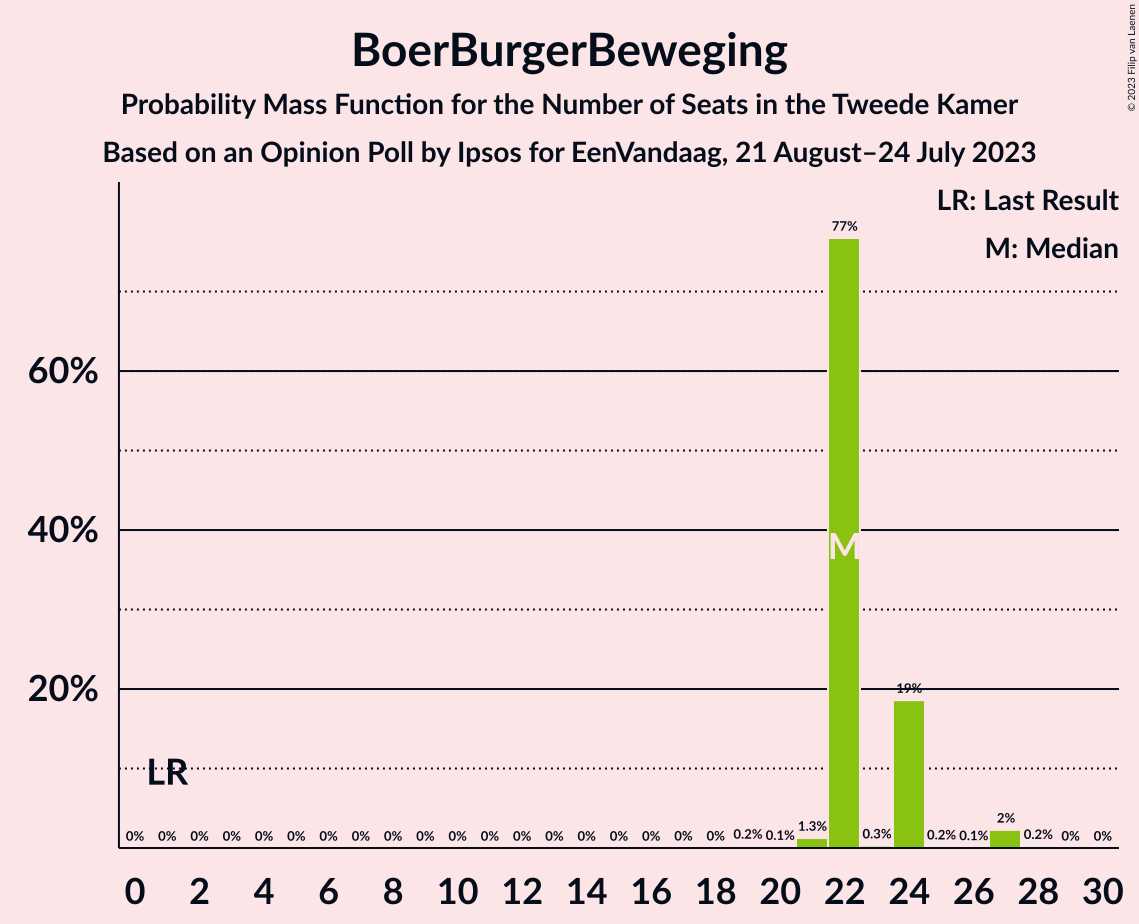 BoerBurgerBeweging
Probability Mass Function for the Number of Seats in the Tweede Kamer
Based on an Opinion Poll by Ipsos for EenVandaag, 21 August–24 July 2023
© 2023 Filip van Laenen
LR: Last Result
M: Median
77%
60%
40%
M
20%
19%
LR
0% 0% 0% 0% 0% 0% 0% 0% 0% 0% 0% 0% 0% 0% 0% 0% 0% 0% 0% 0.2% 0.1% 1.3% 0.3% 0.2% 0.1% 2% 0.2% 0% 0%
0 2 4 6 8 10 12 14 16 18 20 22 24 26 28 30